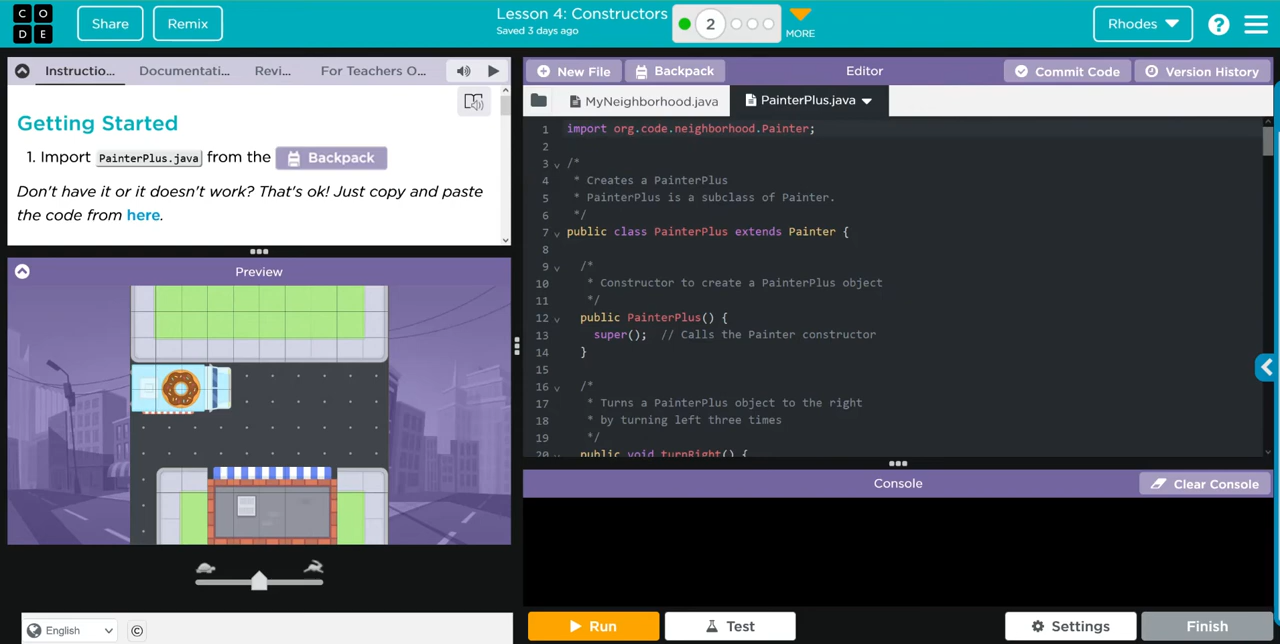 C O
D E
Share
Remix
Lesson 4: Constructors
Saved 3 days ago
2
MORE
Rhodes
?
Instructio...
Documentati...
Revi...
For Teachers O...
Getting Started
1. Import PainterPlus.java from the Backpack
Don't have it or it doesn't work? That's ok! Just copy and paste
the code from here.
Preview
English
©
New File
Backpack
Editor
Commit Code
Version History
MyNeighborhood.java
PainterPlus.java
1 import org.code.neighborhood.Painter;
2
3 /*
4 * Creates a PainterPlus
5 * PainterPlus is a subclass of Painter.
6 */
7 public class PainterPlus extends Painter {
8
9 /*
10 * Constructor to create a PainterPlus object
11 */
12 public PainterPlus() {
13 super(); // Calls the Painter constructor
14 }
15
16 /*
17 * Turns a PainterPlus object to the right
18 * by turning left three times
19 */
20 public void turnRight() {
Console
Clear Console
Run
Test
Settings
Finish